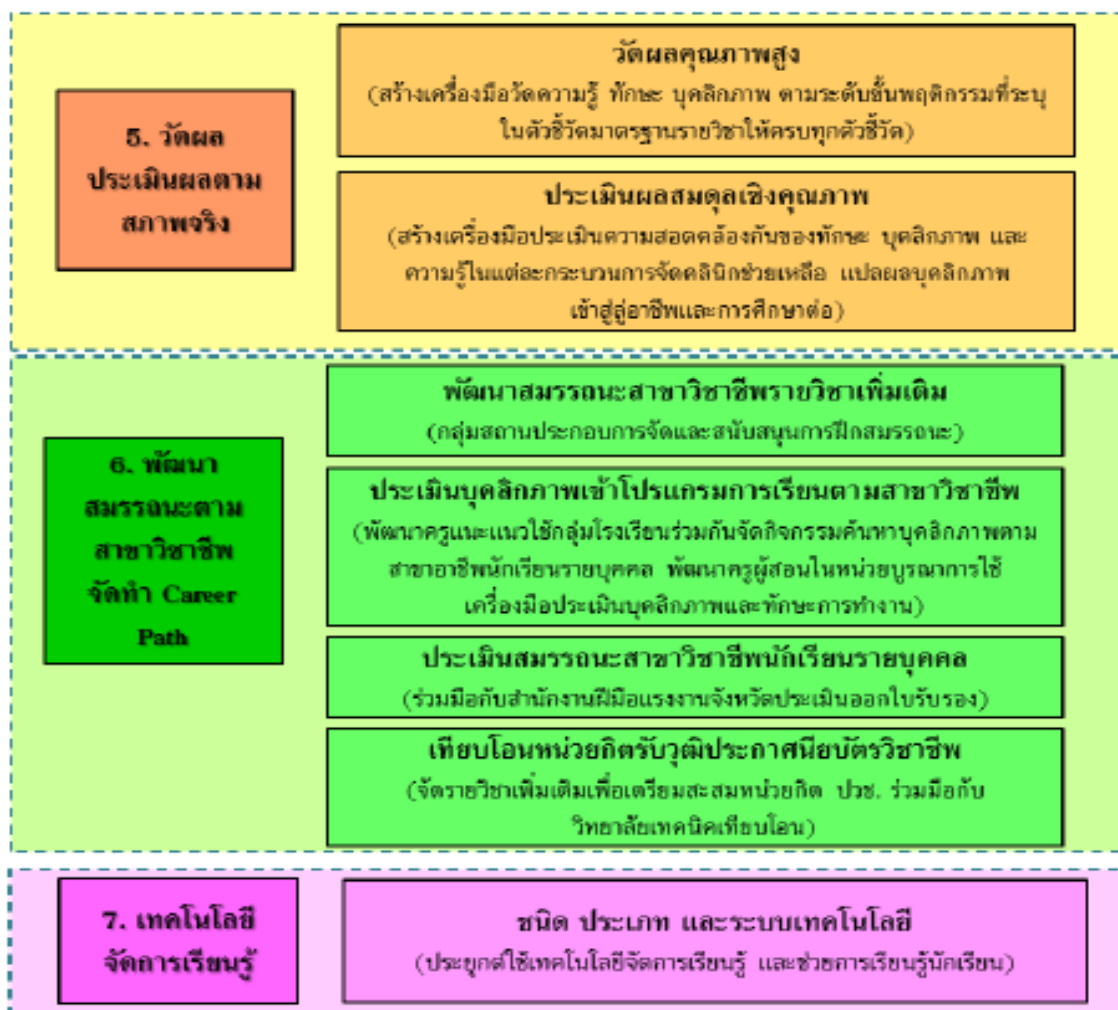 5. วัดผล
ประเมินผลตาม
สภาพจริง
วัดผลคุณภาพสูง
(สร้างเครื่องมือวัดความรู้ ทักษะ บุคลิกภาพ ตามระดับขั้นพฤติกรรมที่ระบุ
ในตัวชี้วัดมาตรฐานรายวิชาให้ครบทุกตัวชี้วัด)
ประเมินผลสมดุลเชิงคุณภาพ
(สร้างเครื่องมือประเมินความสอดคล้องกันของทักษะ บุคลิกภาพ และ
ความรู้ในแต่ละกระบวนการจัดคลินิกช่วยเหลือ แปลผลบุคลิกภาพ
เข้าสู่ลู่อาชีพและการศึกษาต่อ)
6. พัฒนา
สมรรถนะตาม
สาขาวิชาชีพ
จัดทำ Career
Path
พัฒนาสมรรถนะสาขาวิชาชีพรายวิชาเพิ่มเติม
(กลุ่มสถานประกอบการจัดและสนับสนุนการฝึกสมรรถนะ)
ประเมินบุคลิกภาพเข้าโปรแกรมการเรียนตามสาขาวิชาชีพ
(พัฒนาครูแนะแนวใช้กลุ่มโรงเรียนร่วมกันจัดกิจกรรมค้นหาบุคลิกภาพตาม
สาขาอาชีพนักเรียนรายบุคคล พัฒนาครูผู้สอนในหน่วยบูรณาการใช้
เครื่องมือประเมินบุคลิกภาพและทักษะการทำงาน)
ประเมินสมรรถนะสาขาวิชาชีพนักเรียนรายบุคคล
(ร่วมมือกับสำนักงานฝีมือแรงงานจังหวัดประเมินออกใบรับรอง)
เทียบโอนหน่วยกิตรับวุฒิประกาศนียบัตรวิชาชีพ
(จัดรายวิชาเพิ่มเติมเพื่อเตรียมสะสมหน่วยกิต ปวช. ร่วมมือกับ
วิทยาลัยเทคนิคเทียบโอน)
7. เทคโนโลยี
จัดการเรียนรู้
ชนิด ประเภท และระบบเทคโนโลยี
(ประยุกต์ใช้เทคโนโลยีจัดการเรียนรู้ และช่วยการเรียนรู้นักเรียน)